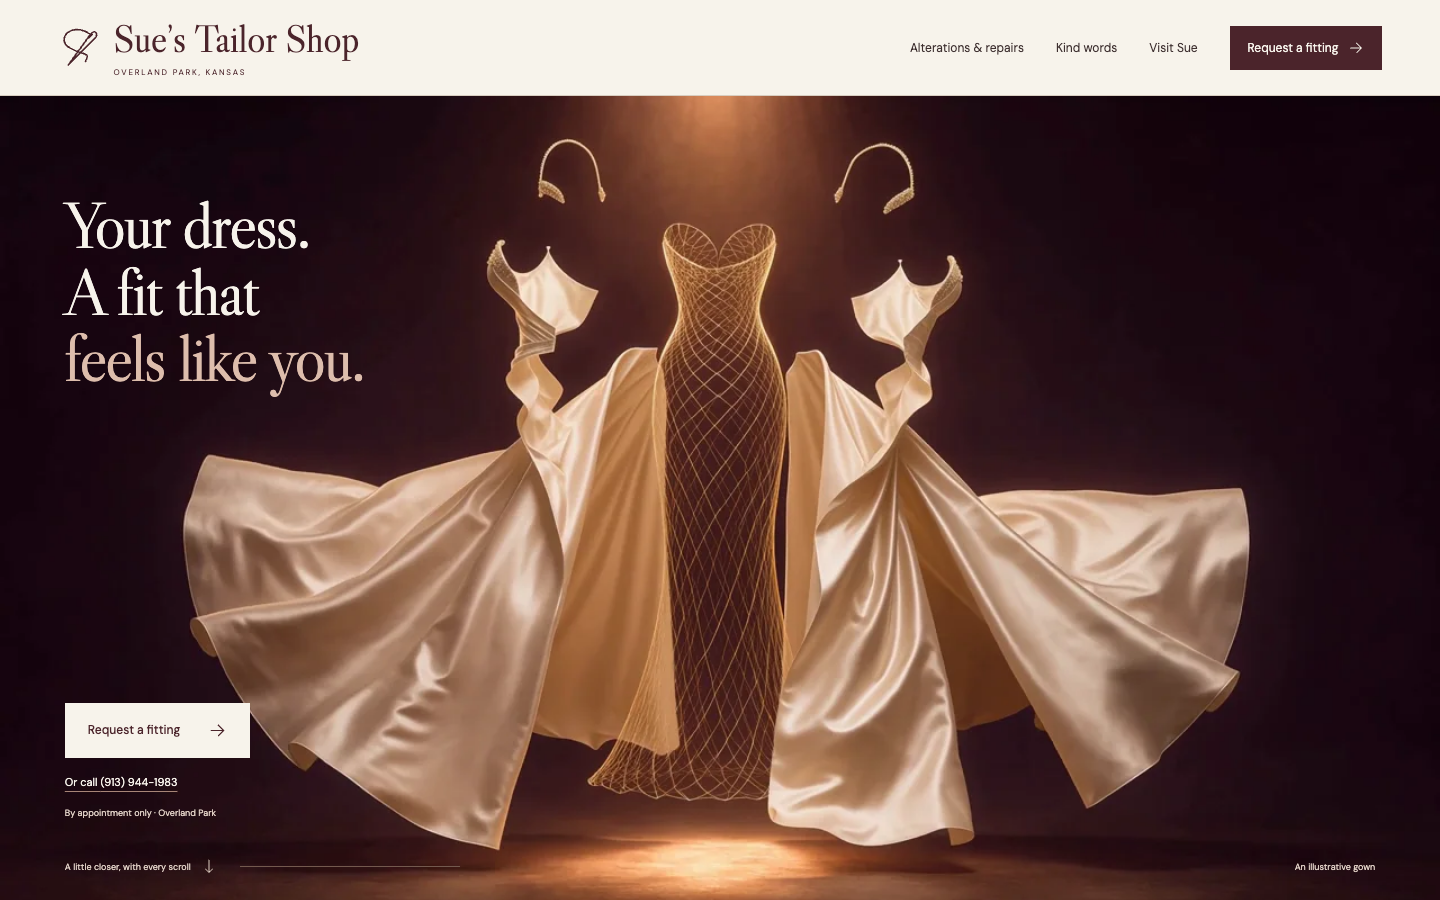 Sue's Tailor Shop
OVERLAND PARK, KANSAS
Alterations & repairs
Kind words
Visit Sue
Request a fitting
Your dress.
A fit that
feels like you.
Request a fitting
Or call (913) 944-1983
By appointment only · Overland Park
A little closer, with every scroll
An illustrative gown